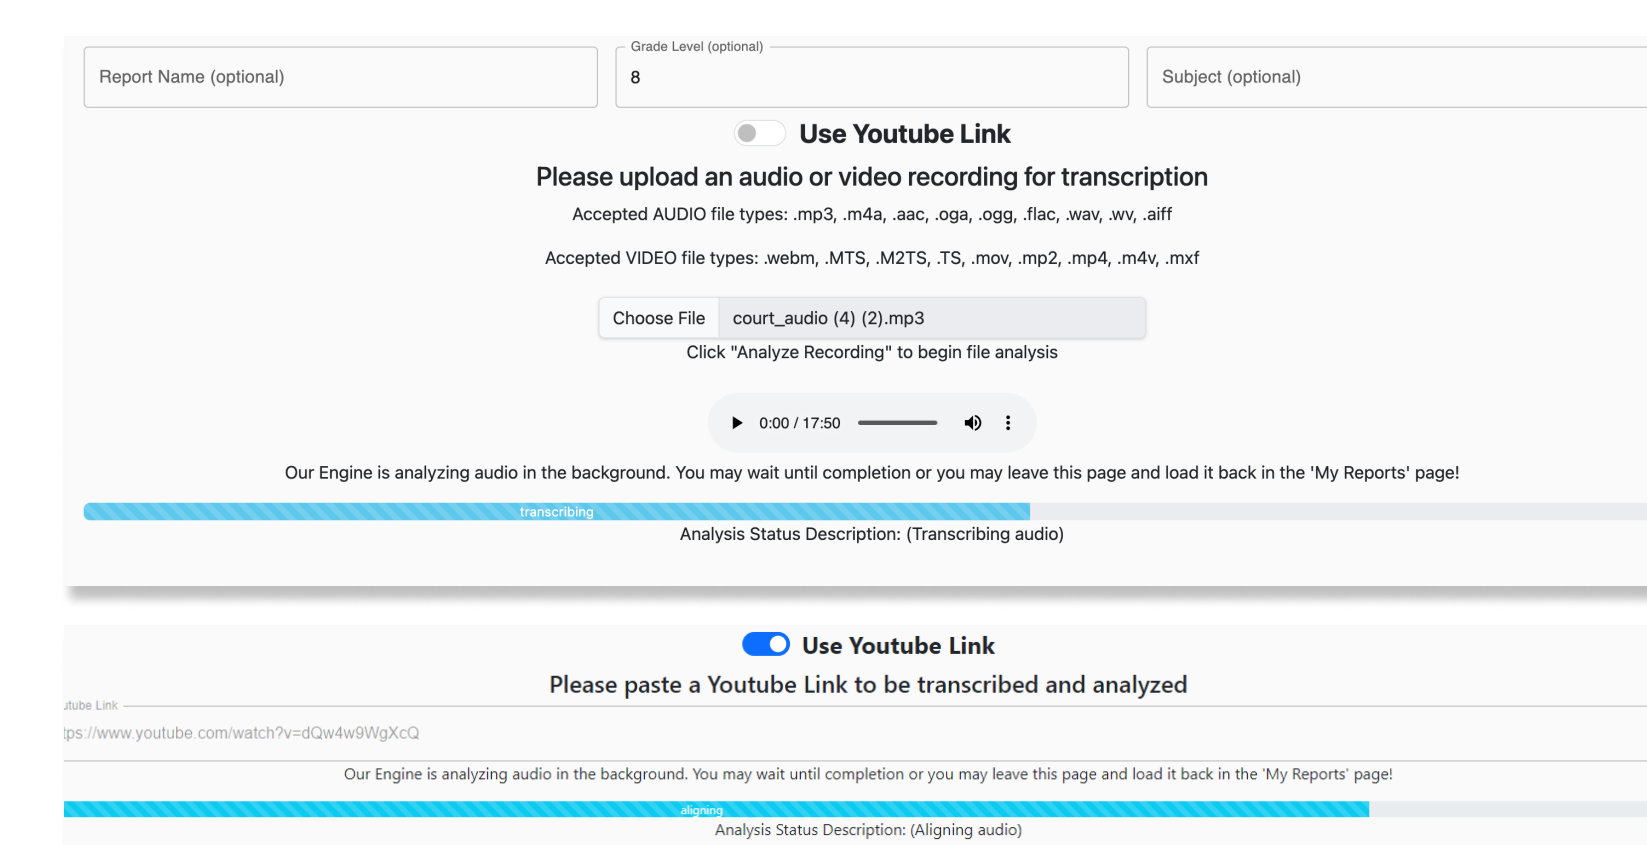 Grade Level (optional)
Report Name (optional)
8
Subject (optional)
Use Youtube Link
Please upload an audio or video recording for transcription
Accepted AUDIO file types: .mp3, .m4a, .aac, .oga, .ogg, .flac, .wav, .wv, .aiff
Accepted VIDEO file types: .webm, .MTS, .M2TS, .TS, .mov, .mp2, .mp4, .m4v, .mxf
Choose File court_audio (4) (2).mp3
Click "Analyze Recording" to begin file analysis
0:00 / 17:50
Our Engine is analyzing audio in the background. You may wait until completion or you may leave this page and load it back in the 'My Reports' page!
transcribing
Analysis Status Description: (Transcribing audio)
Use Youtube Link
Please paste a Youtube Link to be transcribed and analyzed
utube Link
tps://www.youtube.com/watch?v=dQw4w9WgXcQ
Our Engine is analyzing audio in the background. You may wait until completion or you may leave this page and load it back in the 'My Reports' page!
aligning
Analysis Status Description: (Aligning audio)